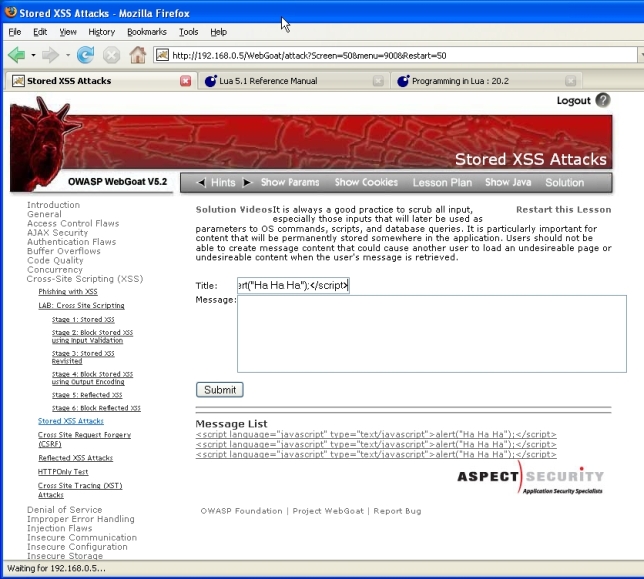 Stored XSS Attacks - Mozilla Firefox
File Edit View History Bookmarks Tools Help
http://192.168.0.5/WebGoat/attack?Screen=50&menu=900&Restart=50
Stored XSS Attacks
Lua 5.1 Reference Manual
Programming in Lua : 20.2
Logout ?
Stored XSS Attacks
OWASP WebGoat V5.2
Hints Show Params Show Cookies Lesson Plan Show Java Solution
Introduction
General
Access Control Flaws
AJAX Security
Authentication Flaws
Buffer Overflows
Code Quality
Concurrency
Cross-Site Scripting (XSS)
Phishing with XSS
LAB: Cross Site Scripting
Stage 1: Stored XSS
Stage 2: Block Stored XSS
using Input Validation
Stage 3: Stored XSS
Revisited
Stage 4: Block Stored XSS
using Output Encoding
Stage 5: Reflected XSS
Stage 6: Block Reflected XSS
Stored XSS Attacks
Cross Site Request Forgery
(CSRF)
Reflected XSS Attacks
HTTPOnly Test
Cross Site Tracing (XST)
Attacks
Denial of Service
Improper Error Handling
Injection Flaws
Insecure Communication
Insecure Configuration
Insecure Storage
Solution Videos
Restart this Lesson
It is always a good practice to scrub all input,
especially those inputs that will later be used as
parameters to OS commands, scripts, and database queries. It is particularly important for
content that will be permanently stored somewhere in the application. Users should not be
able to create message content that could cause another user to load an undesireable page or
undesireable content when the user's message is retrieved.
Title: ert("Ha Ha Ha");</script>
Message:
Submit
Message List
<script language="javascript" type="text/javascript">alert("Ha Ha Ha");</script>
<script language="javascript" type="text/javascript">alert("Ha Ha Ha");</script>
<script language="javascript" type="text/javascript">alert("Ha Ha Ha");</script>
ASPECT SECURITY
Application Security Specialists
OWASP Foundation | Project WebGoat | Report Bug
Waiting for 192.168.0.5...